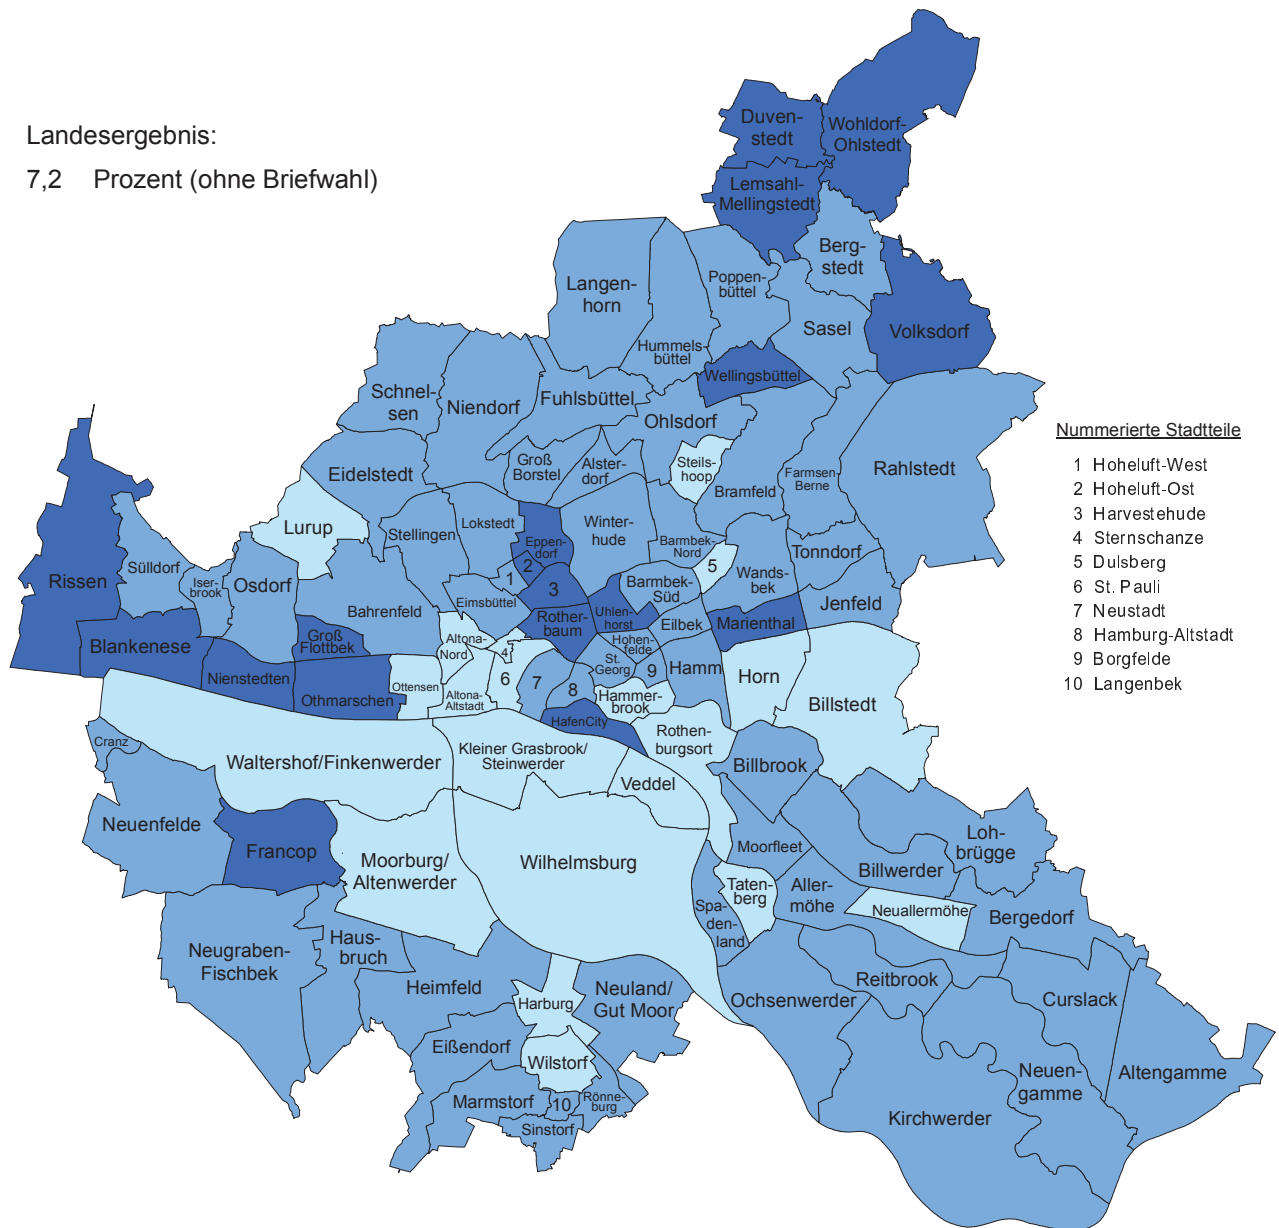 Landesergebnis:
7,2 Prozent (ohne Briefwahl)
Duven-
stedt
Wohldorf-
Ohlstedt
Lemsahl-
Mellingstedt
Berg-
stedt
Poppen-
büttel
Langen-
horn
Sasel
Volksdorf
Hummels-
büttel
Wellingsbüttel
Schnel-
sen
Niendorf
Fuhlsbüttel
Ohlsdorf
Rahlstedt
Nummerierte Stadtteile
1 Hoheluft-West
2 Hoheluft-Ost
3 Harvestehude
4 Sternschanze
5 Dulsberg
6 St. Pauli
7 Neustadt
8 Hamburg-Altstadt
9 Borgfelde
10 Langenbek
Eidelstedt
Groß
Borstel
Alster-
dorf
Steils-
hoop
Bramfeld
Farmsen-
Berne
Lurup
Stellingen
Lokstedt
Eppen-
dorf
Winter-
hude
Barmbek-
Nord
5
Wands-
bek
Tonndorf
Rissen
Sülldorf
Iser-
brook
Osdorf
Bahrenfeld
Eimsbüttel
1
2
3
Barmbek-
Süd
Jenfeld
Uhlen-
horst
Rother-
baum
Eilbek
Marienthal
Blankenese
Groß
Flottbek
Altona-
Nord
4
Hohen-
felde
St.
Georg
9
Hamm
Horn
Billstedt
Nienstedten
Othmarschen
Ottensen
Altona-
Altstadt
6
7
8
Hammer-
brook
HafenCity
Rothen-
burgsort
Cranz
Waltershof/Finkenwerder
Kleiner Grasbrook/
Steinwerder
Veddel
Billbrook
Neuenfelde
Francop
Moorburg/
Altenwerder
Wilhelmsburg
Moorfleet
Loh-
brügge
Billwerder
Taten-
berg
Aller-
möhe
Neuallermöhe
Bergedorf
Spa-
den-
land
Neugraben-
Fischbek
Haus-
bruch
Heimfeld
Harburg
Neuland/
Gut Moor
Ochsenwerder
Reitbrook
Curslack
Eißendorf
Wilstorf
Neuen-
gamme
Altengamme
Marmstorf
10
Rönne-
burg
Sinstorf
Kirchwerder